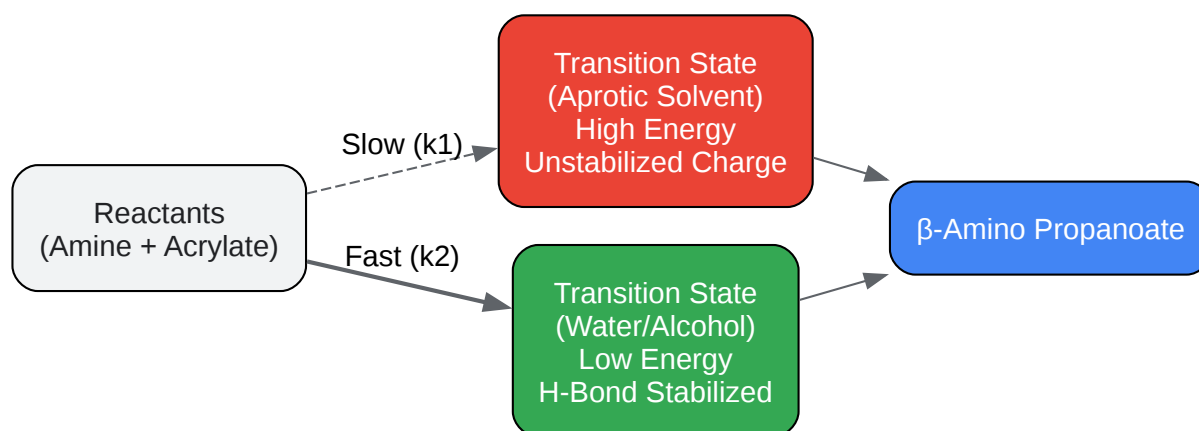 Reactants
(Amine + Acrylate)
Slow (k1)
Fast (k2)
Transition State
(Aprotic Solvent)
High Energy
Unstabilized Charge
Transition State
(Water/Alcohol)
Low Energy
H-Bond Stabilized
β-Amino Propanoate